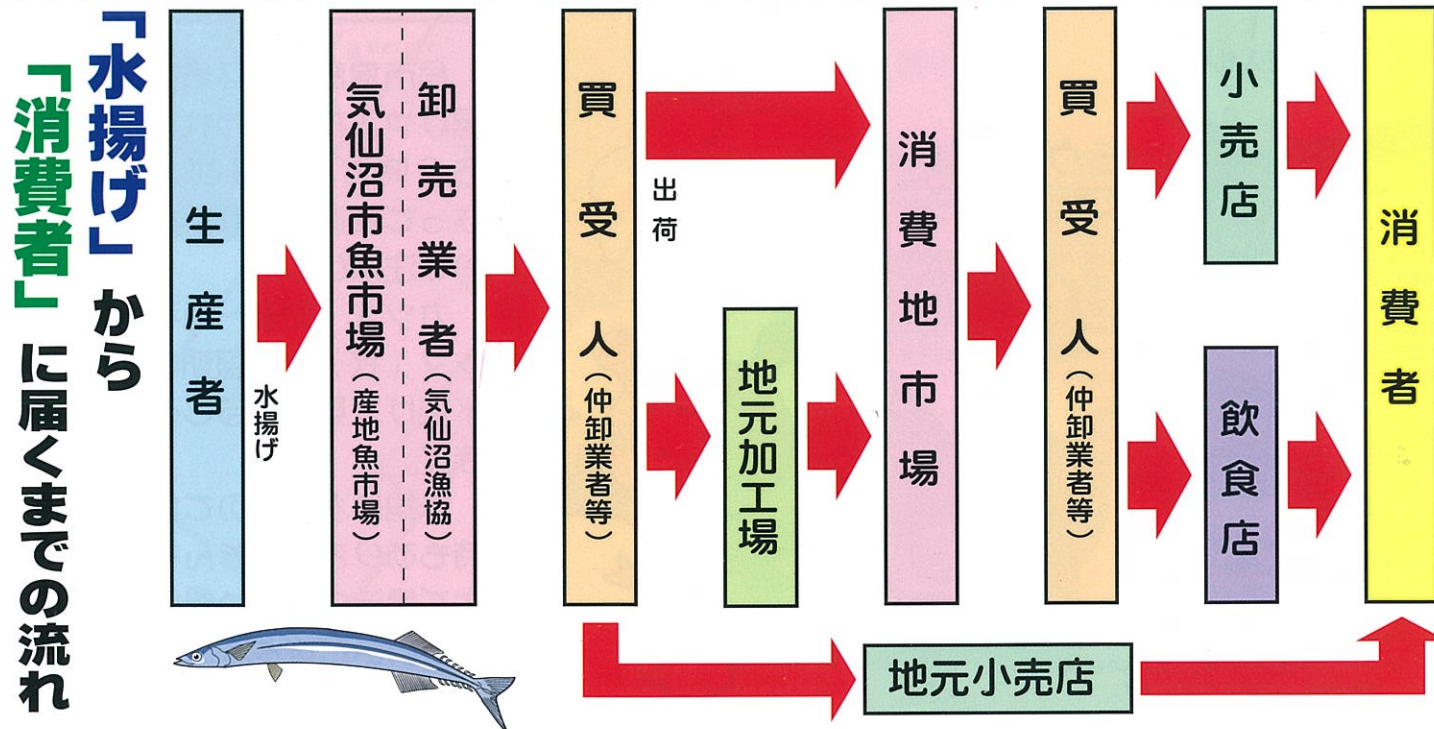 「水揚げ」から
「消費者」に届くまでの流れ
生産者
水揚げ
気仙沼市魚市場（産地魚市場）
卸売業者（気仙沼漁協）
買受人（仲卸業者等）
出荷
地元加工場
消費地市場
買受人（仲卸業者等）
小売店
飲食店
消費者
地元小売店